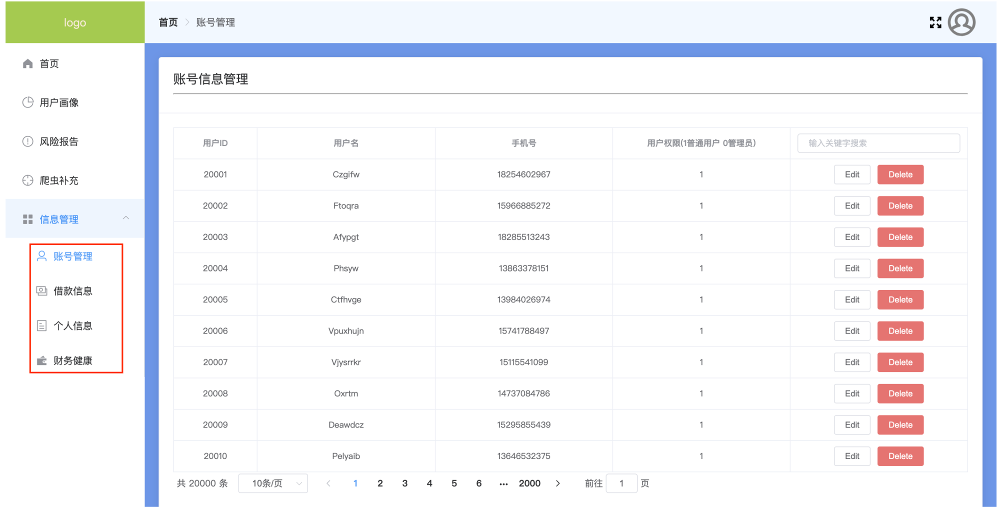 logo
首页
账号管理
首页
用户画像
风险报告
爬虫补充
信息管理
账号管理
借款信息
个人信息
财务健康
账号信息管理
用户ID 用户名 手机号 用户权限(1普通用户 0管理员) 输入关键字搜索
20001 Czgifw 18254602967 1 Edit Delete
20002 Ftoqra 15966885272 1 Edit Delete
20003 Afypgt 18285513243 1 Edit Delete
20004 Phsyw 13863378151 1 Edit Delete
20005 Ctfhvge 13984026974 1 Edit Delete
20006 Vpuxhujn 15741788497 1 Edit Delete
20007 Vjysrrkr 15115541099 1 Edit Delete
20008 Oxrtm 14737084786 1 Edit Delete
20009 Deawdcz 15295855439 1 Edit Delete
20010 Pelyaib 13646532375 1 Edit Delete
共 20000 条 10条/页 1 2 3 4 5 6 ••• 2000 前往 1 页